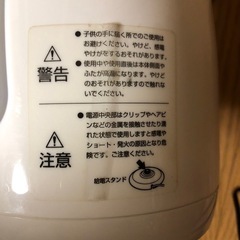 ●子供の手に届く所でのご使用は
お避けください。やけど、感電
やけがをするおそれがあります。
●使用中や使用直後は本体側面や
ふたが高温になります。やけど
のおそれがありますので触れな
いでください。
警告
●電源中央部はクリップやヘアピ
ンなどの金属を接触させたり濡
れた状態で使用しますと感電や
ショート・発火の原因となり危
険です。ご注意ください。
注意
給電スタンド